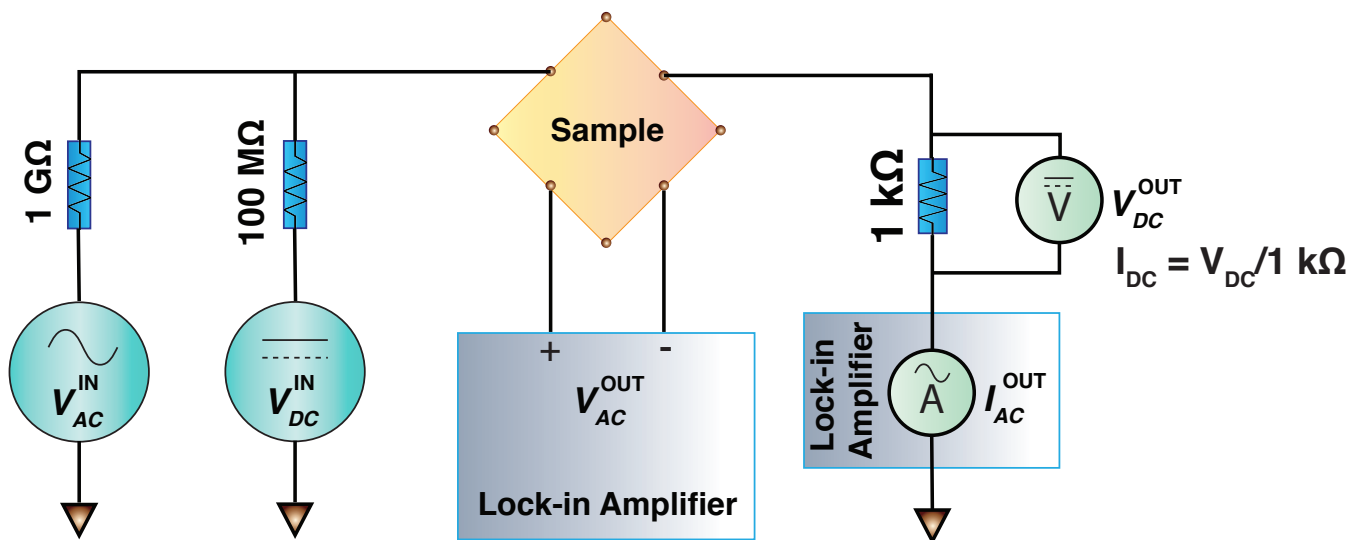 1 GΩ
100 MΩ
Sample
1 kΩ
V
V_DC^OUT
I_DC = V_DC/1 kΩ
V_AC^IN
V_DC^IN
+ -
V_AC^OUT
Lock-in Amplifier
Lock-in
Amplifier
A
I_AC^OUT